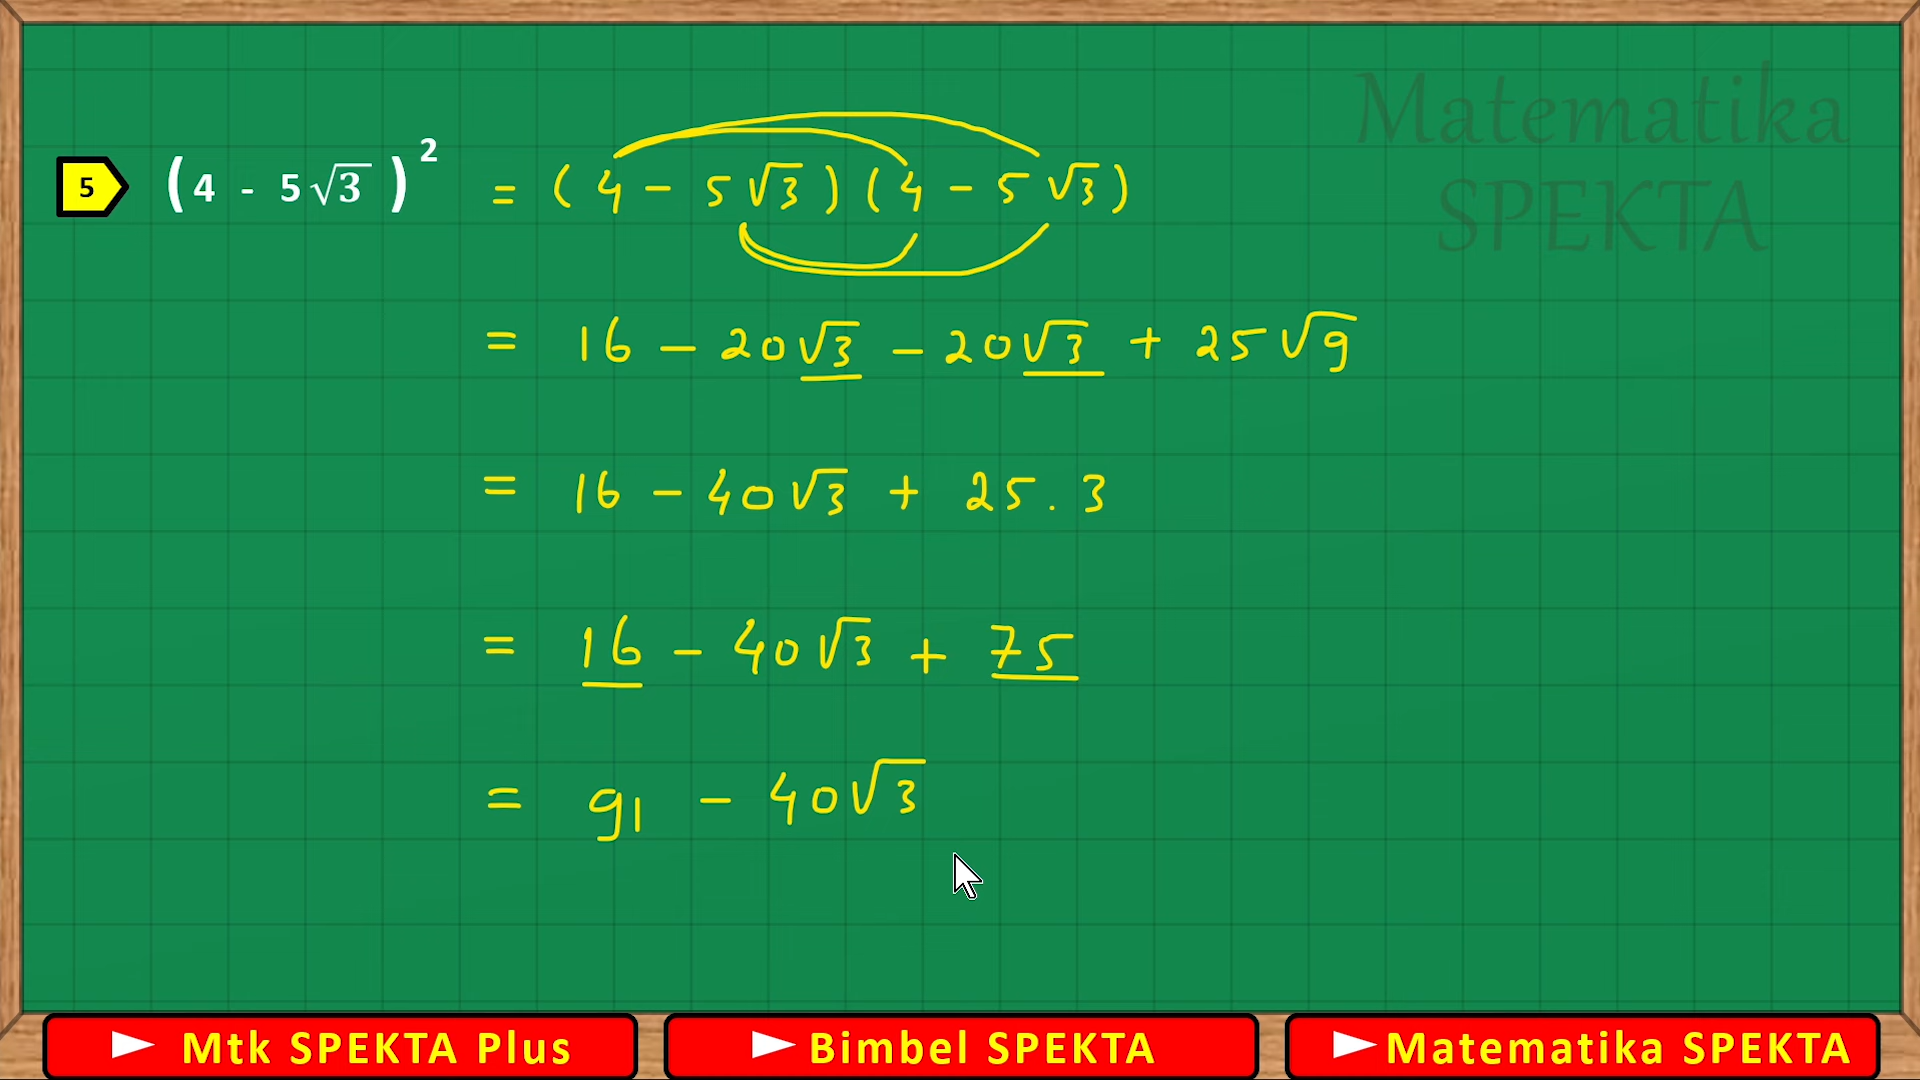 Matematika
SPEKTA
5 (4 - 5√3)² = (4 - 5√3)(4 - 5√3)
= 16 - 20√3 - 20√3 + 25√9
= 16 - 40√3 + 25.3
= 16 - 40√3 + 75
= 91 - 40√3
Mtk SPEKTA Plus
Bimbel SPEKTA
Matematika SPEKTA